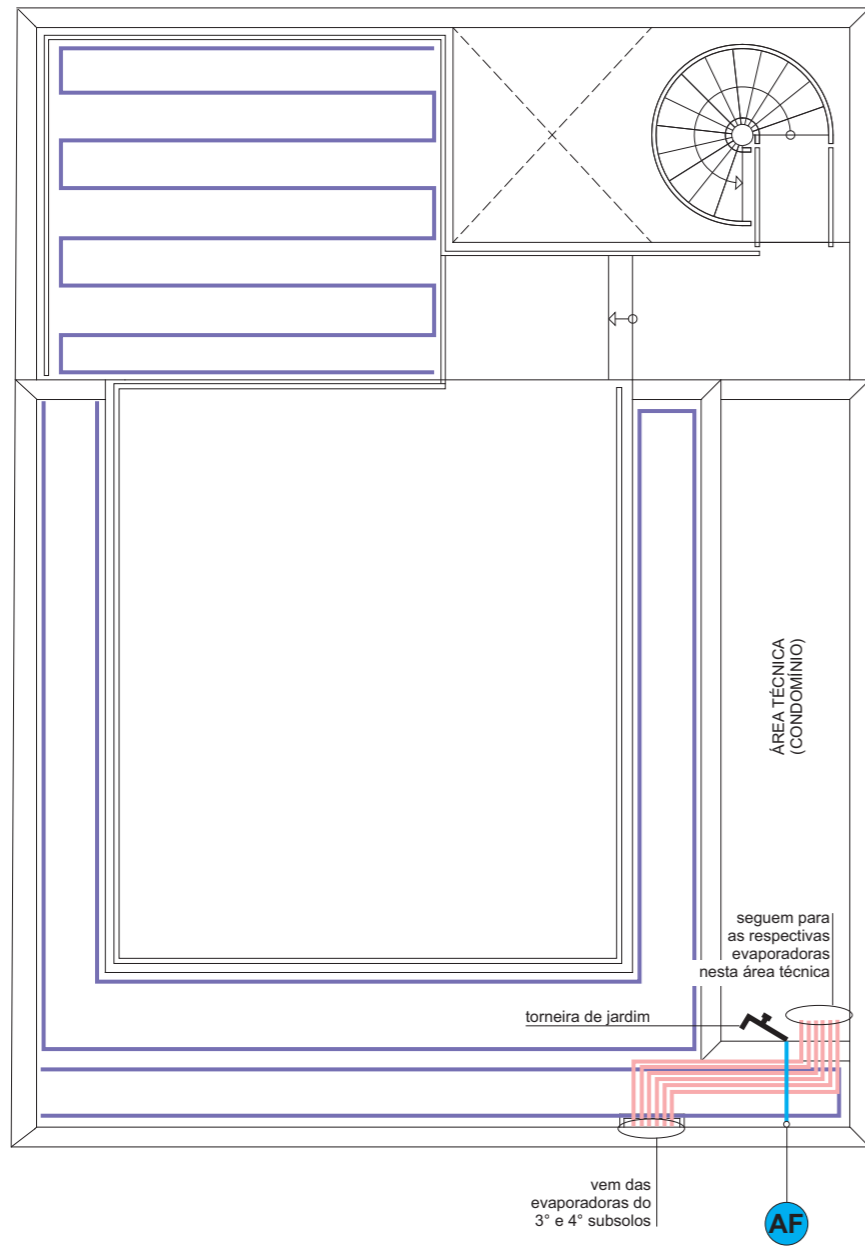 ÁREA TÉCNICA
(CONDOMÍNIO)
seguem para
as respectivas
evaporadoras
nesta área técnica
torneira de jardim
vem das
evaporadoras do
3° e 4° subsolos
AF